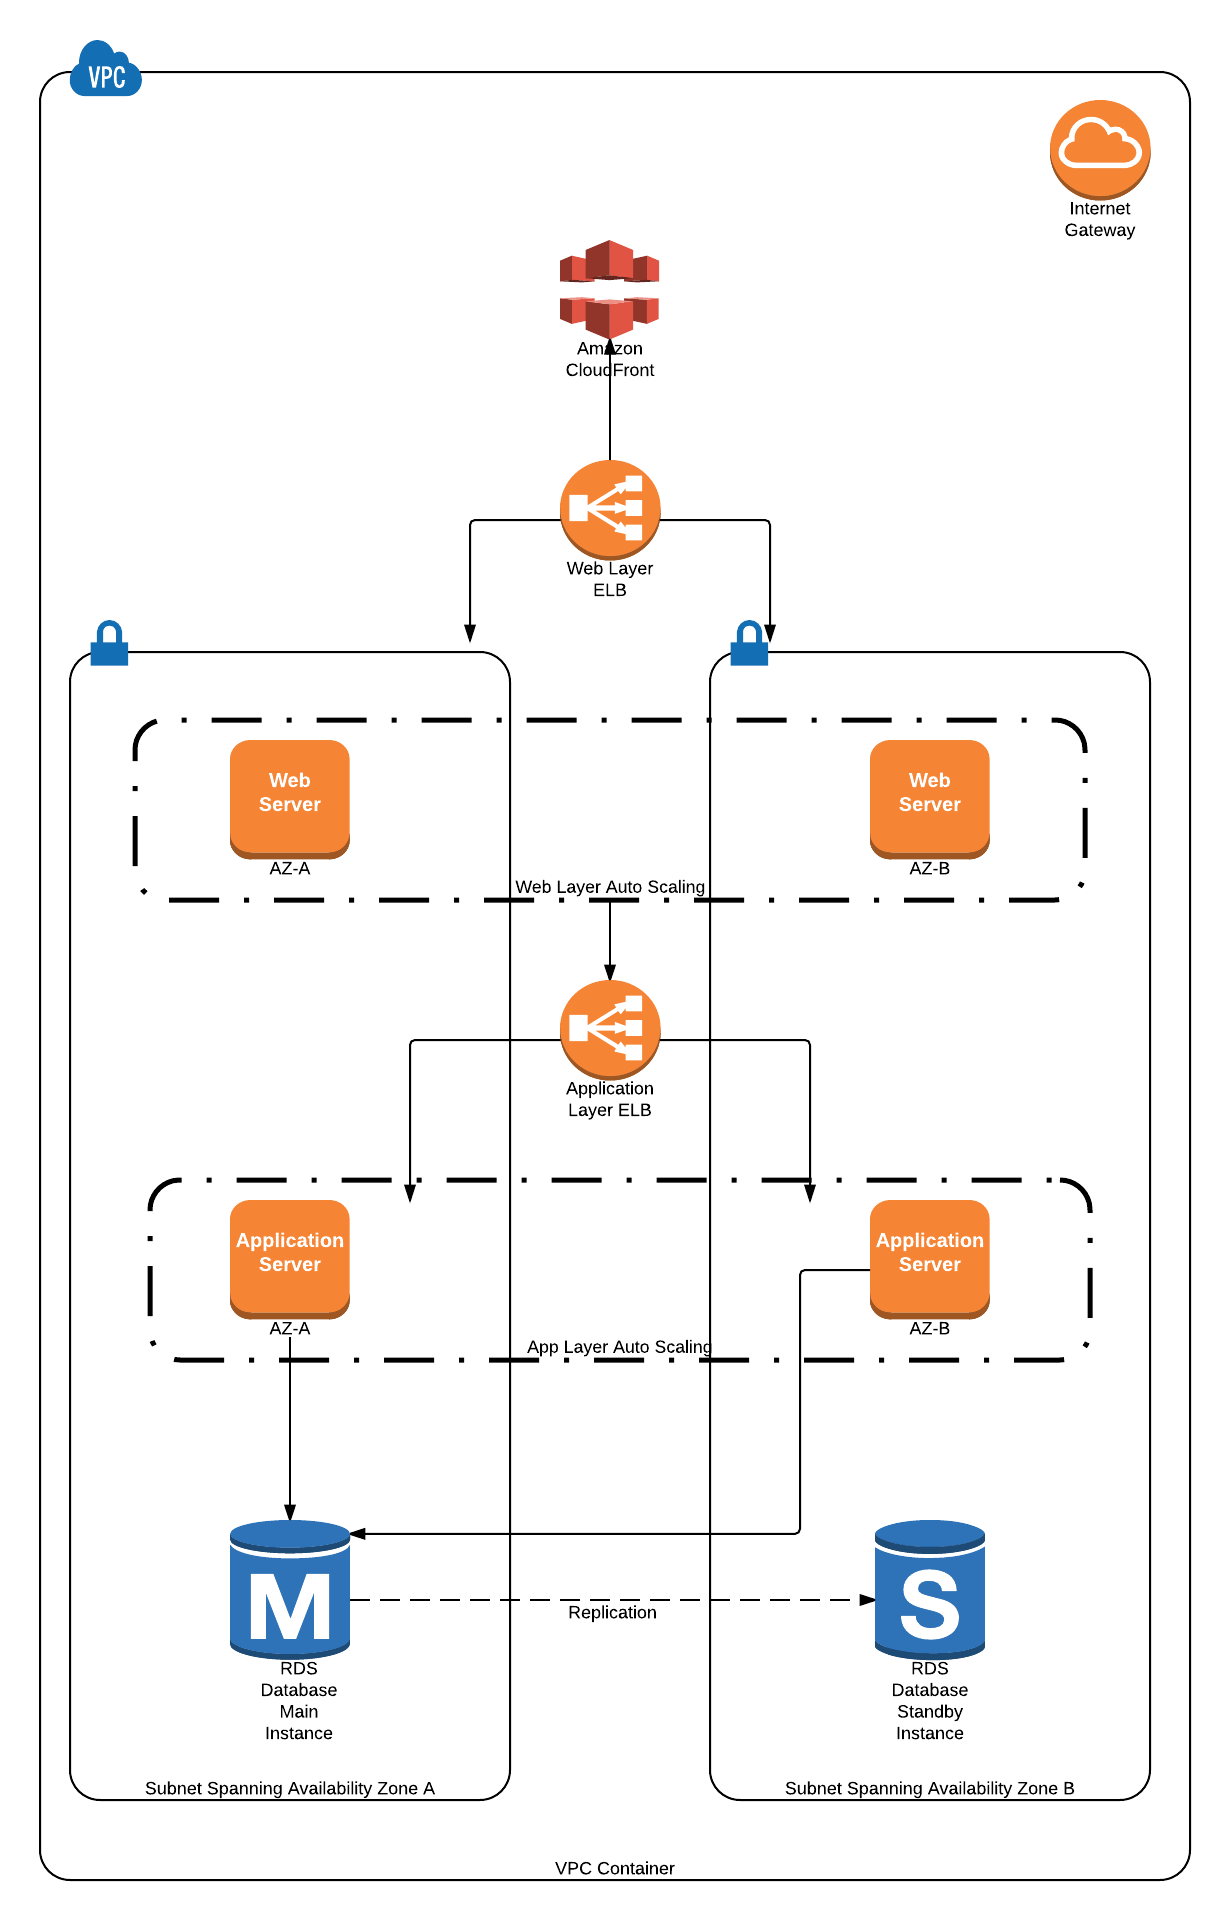 VPC
Internet
Gateway
Amazon
CloudFront
Web Layer
ELB
Web
Server
AZ-A
Web
Server
AZ-B
Web Layer Auto Scaling
Application
Layer ELB
Application
Server
AZ-A
Application
Server
AZ-B
App Layer Auto Scaling
M
S
Replication
RDS
Database
Main
Instance
RDS
Database
Standby
Instance
Subnet Spanning Availability Zone A
Subnet Spanning Availability Zone B
VPC Container